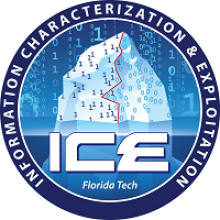 INFORMATION CHARACTERIZATION & EXPLOITATION
ICE
Florida Tech